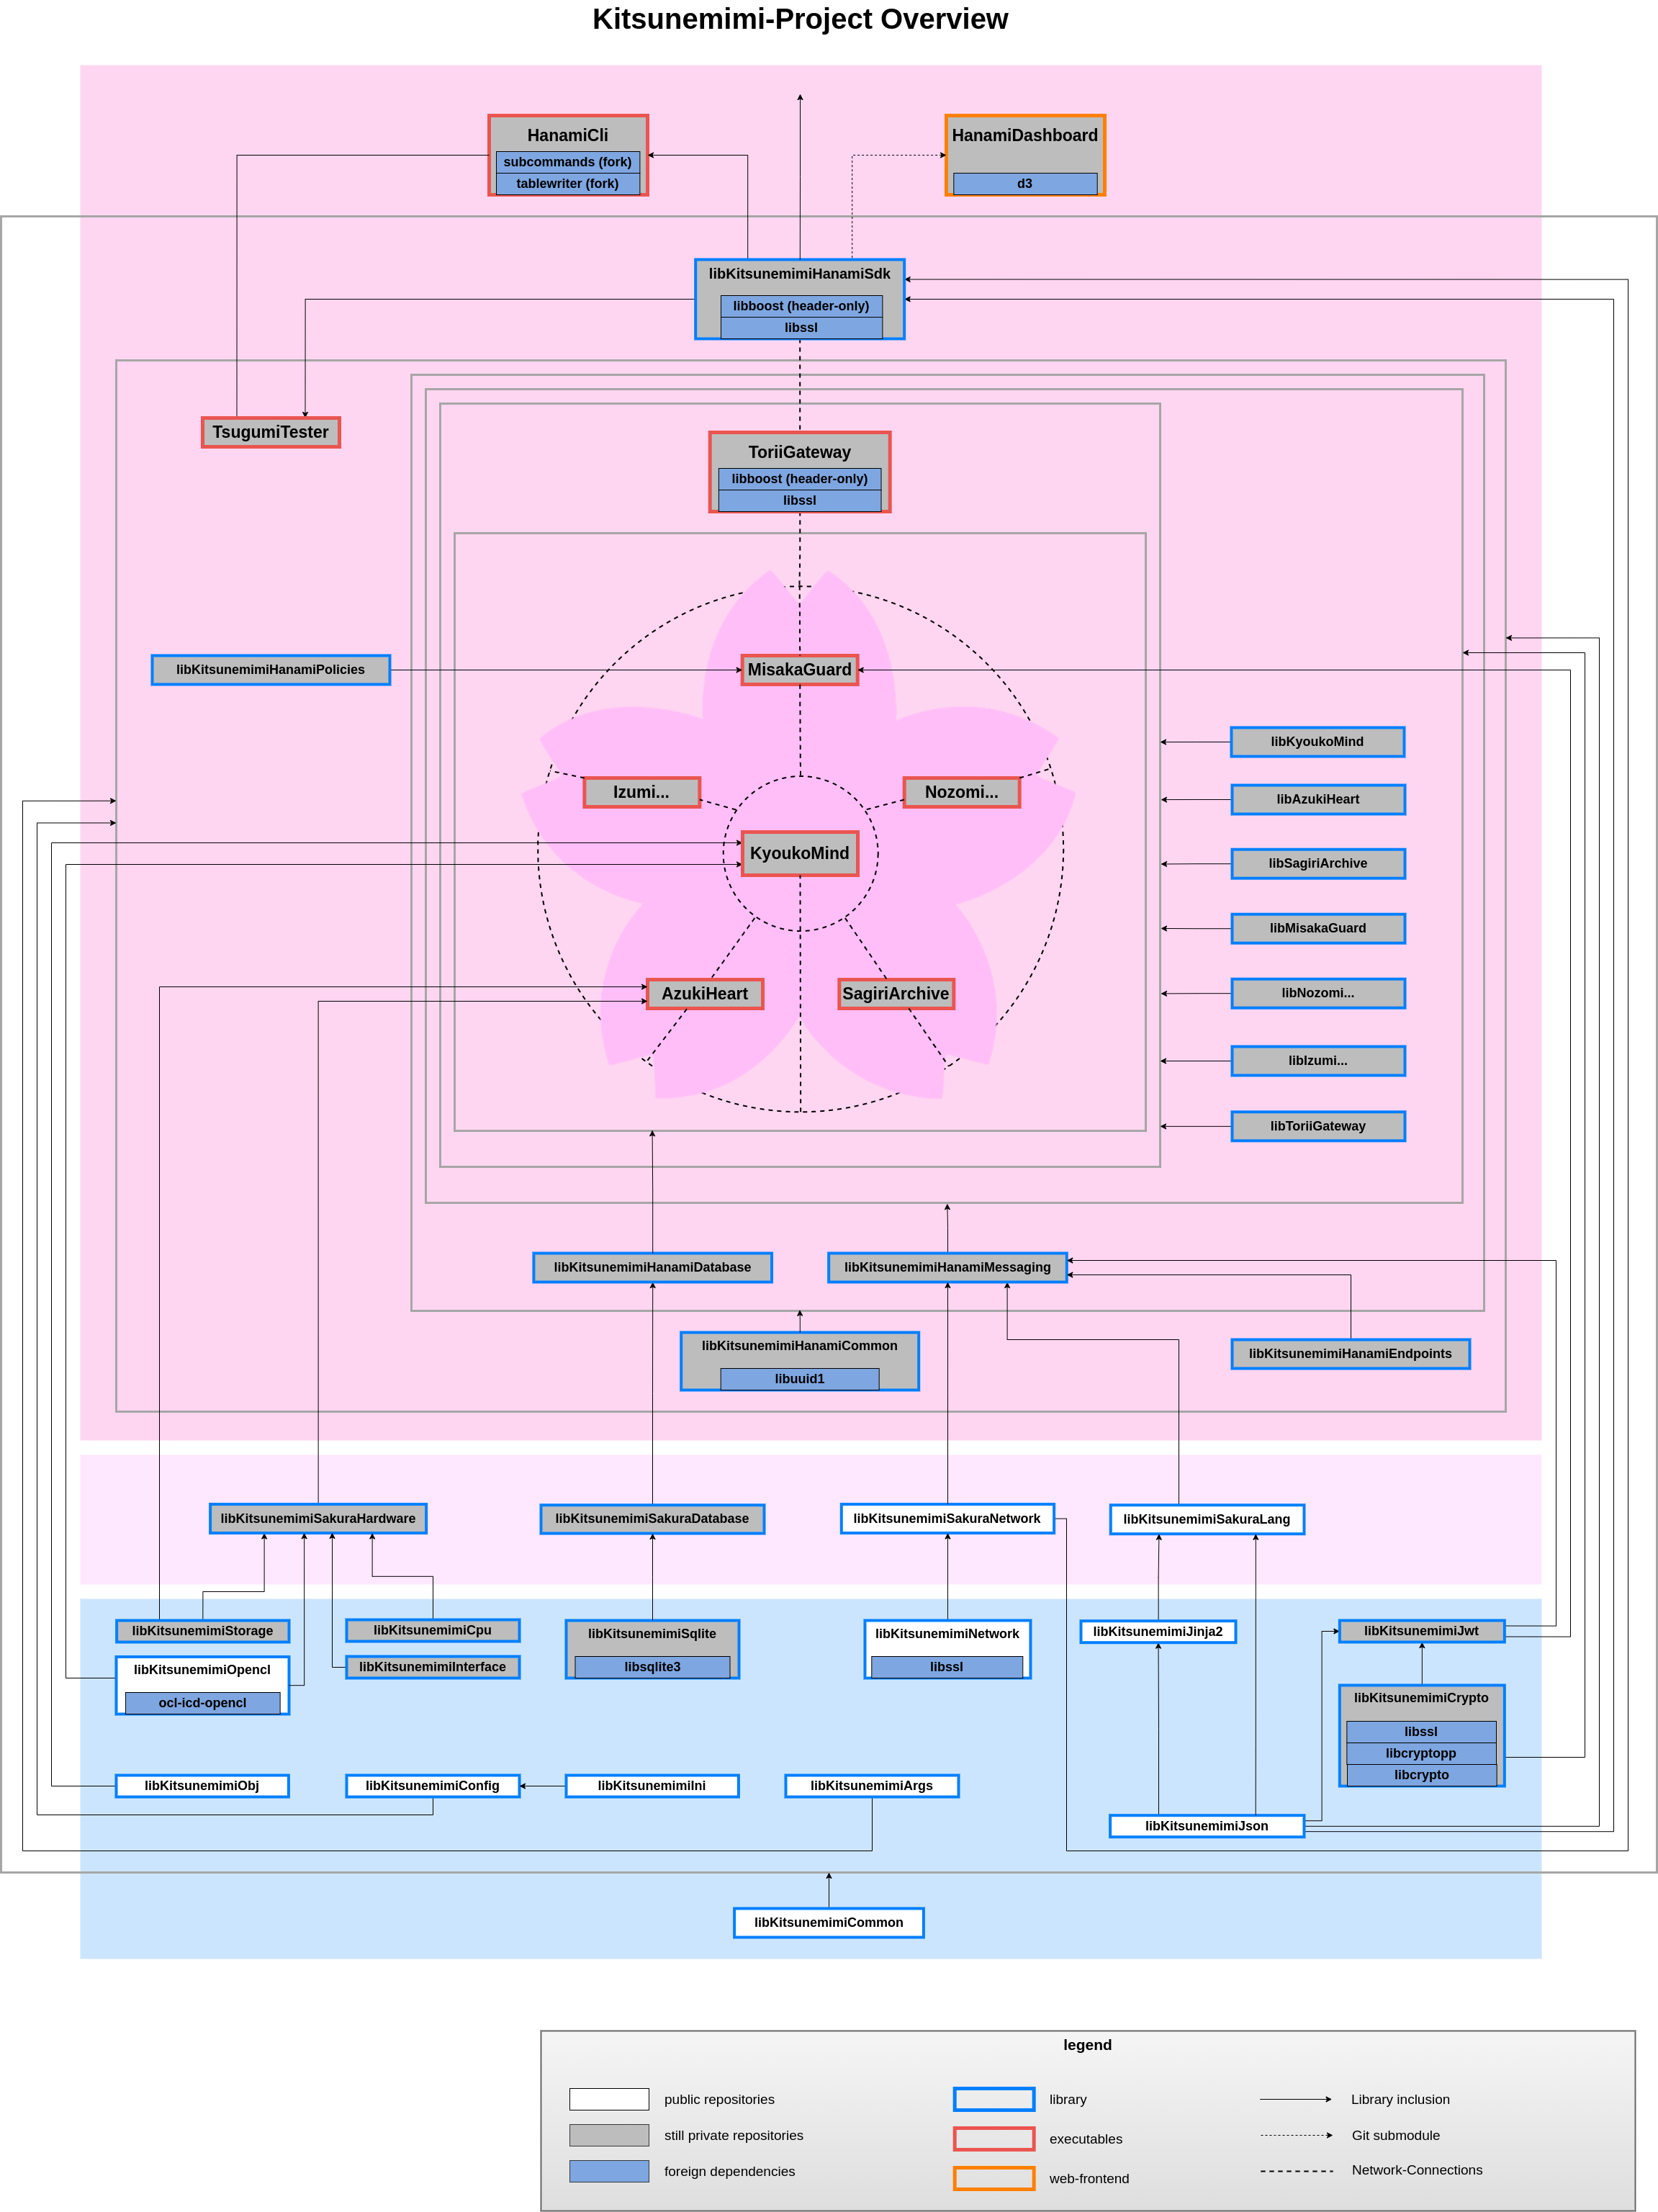 Kitsunemimi-Project Overview
HanamiCli
subcommands (fork)
tablewriter (fork)
HanamiDashboard
d3
libKitsunemimiHanamiSdk
libboost (header-only)
libssl
TsugumiTester
ToriiGateway
libboost (header-only)
libssl
libKitsunemimiHanamiPolicies
MisakaGuard
libKyoukoMind
Izumi...
Nozomi...
libAzukiHeart
KyoukoMind
libSagiriArchive
libMisakaGuard
AzukiHeart
SagiriArchive
libNozomi...
libIzumi...
libToriiGateway
libKitsunemimiHanamiDatabase
libKitsunemimiHanamiMessaging
libKitsunemimiHanamiCommon
libuuid1
libKitsunemimiHanamiEndpoints
libKitsunemimiSakuraHardware
libKitsunemimiSakuraDatabase
libKitsunemimiSakuraNetwork
libKitsunemimiSakuraLang
libKitsunemimiStorage
libKitsunemimiCpu
libKitsunemimiSqlite
libsqlite3
libKitsunemimiNetwork
libssl
libKitsunemimiJinja2
libKitsunemimiJwt
libKitsunemimiOpencl
ocl-icd-opencl
libKitsunemimiInterface
libKitsunemimiCrypto
libssl
libcryptopp
libcrypto
libKitsunemimiObj
libKitsunemimiConfig
libKitsunemimiIni
libKitsunemimiArgs
libKitsunemimiJson
libKitsunemimiCommon
legend
public repositories
library
Library inclusion
still private repositories
executables
Git submodule
foreign dependencies
web-frontend
Network-Connections